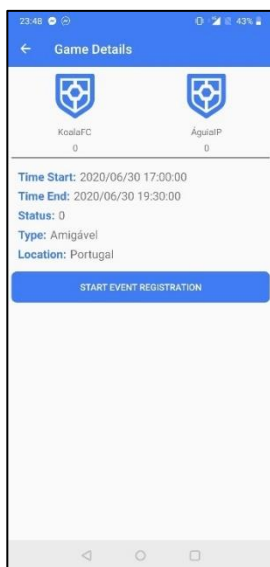 23:48 43%
Game Details
KoalaFC ÁguiaIP
0 0
Time Start: 2020/06/30 17:00:00
Time End: 2020/06/30 19:30:00
Status: 0
Type: Amigável
Location: Portugal
START EVENT REGISTRATION